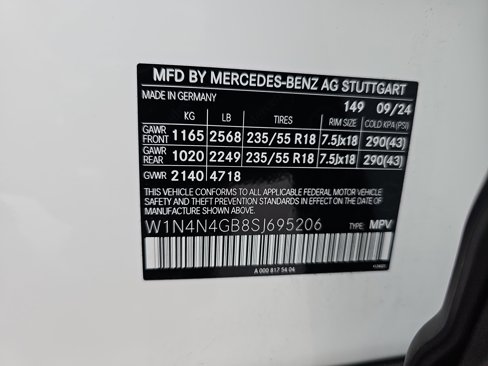 MFD BY MERCEDES-BENZ AG STUTTGART
MADE IN GERMANY 149 09/24
KG LB TIRES RIM SIZE COLD KPA(PSI)
GAWR FRONT 1165 2568 235/55 R18 7.5Jx18 290(43)
GAWR REAR 1020 2249 235/55 R18 7.5Jx18 290(43)
GVWR 2140 4718
THIS VEHICLE CONFORMS TO ALL APPLICABLE FEDERAL MOTOR VEHICLE
SAFETY AND THEFT PREVENTION STANDARDS IN EFFECT ON THE DATE
OF MANUFACTURE SHOWN ABOVE.
W1N4N4GB8SJ695206 TYPE: MPV
A 000 817 54 04